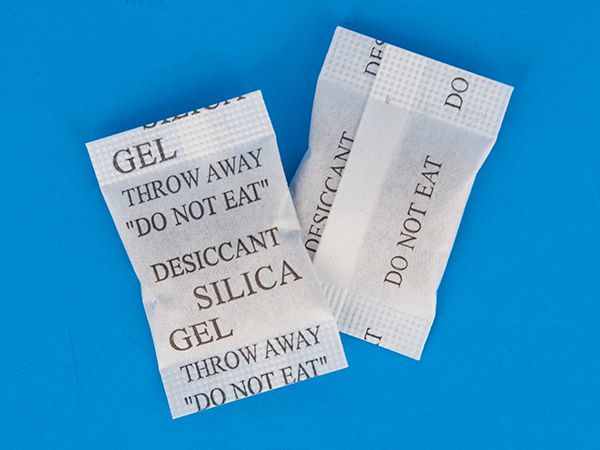 SILICA
GEL
THROW AWAY
"DO NOT EAT"
DESICCANT
SILICA
GEL
THROW AWAY
"DO NOT EAT"
DESICCANT
DO NOT EAT
DO